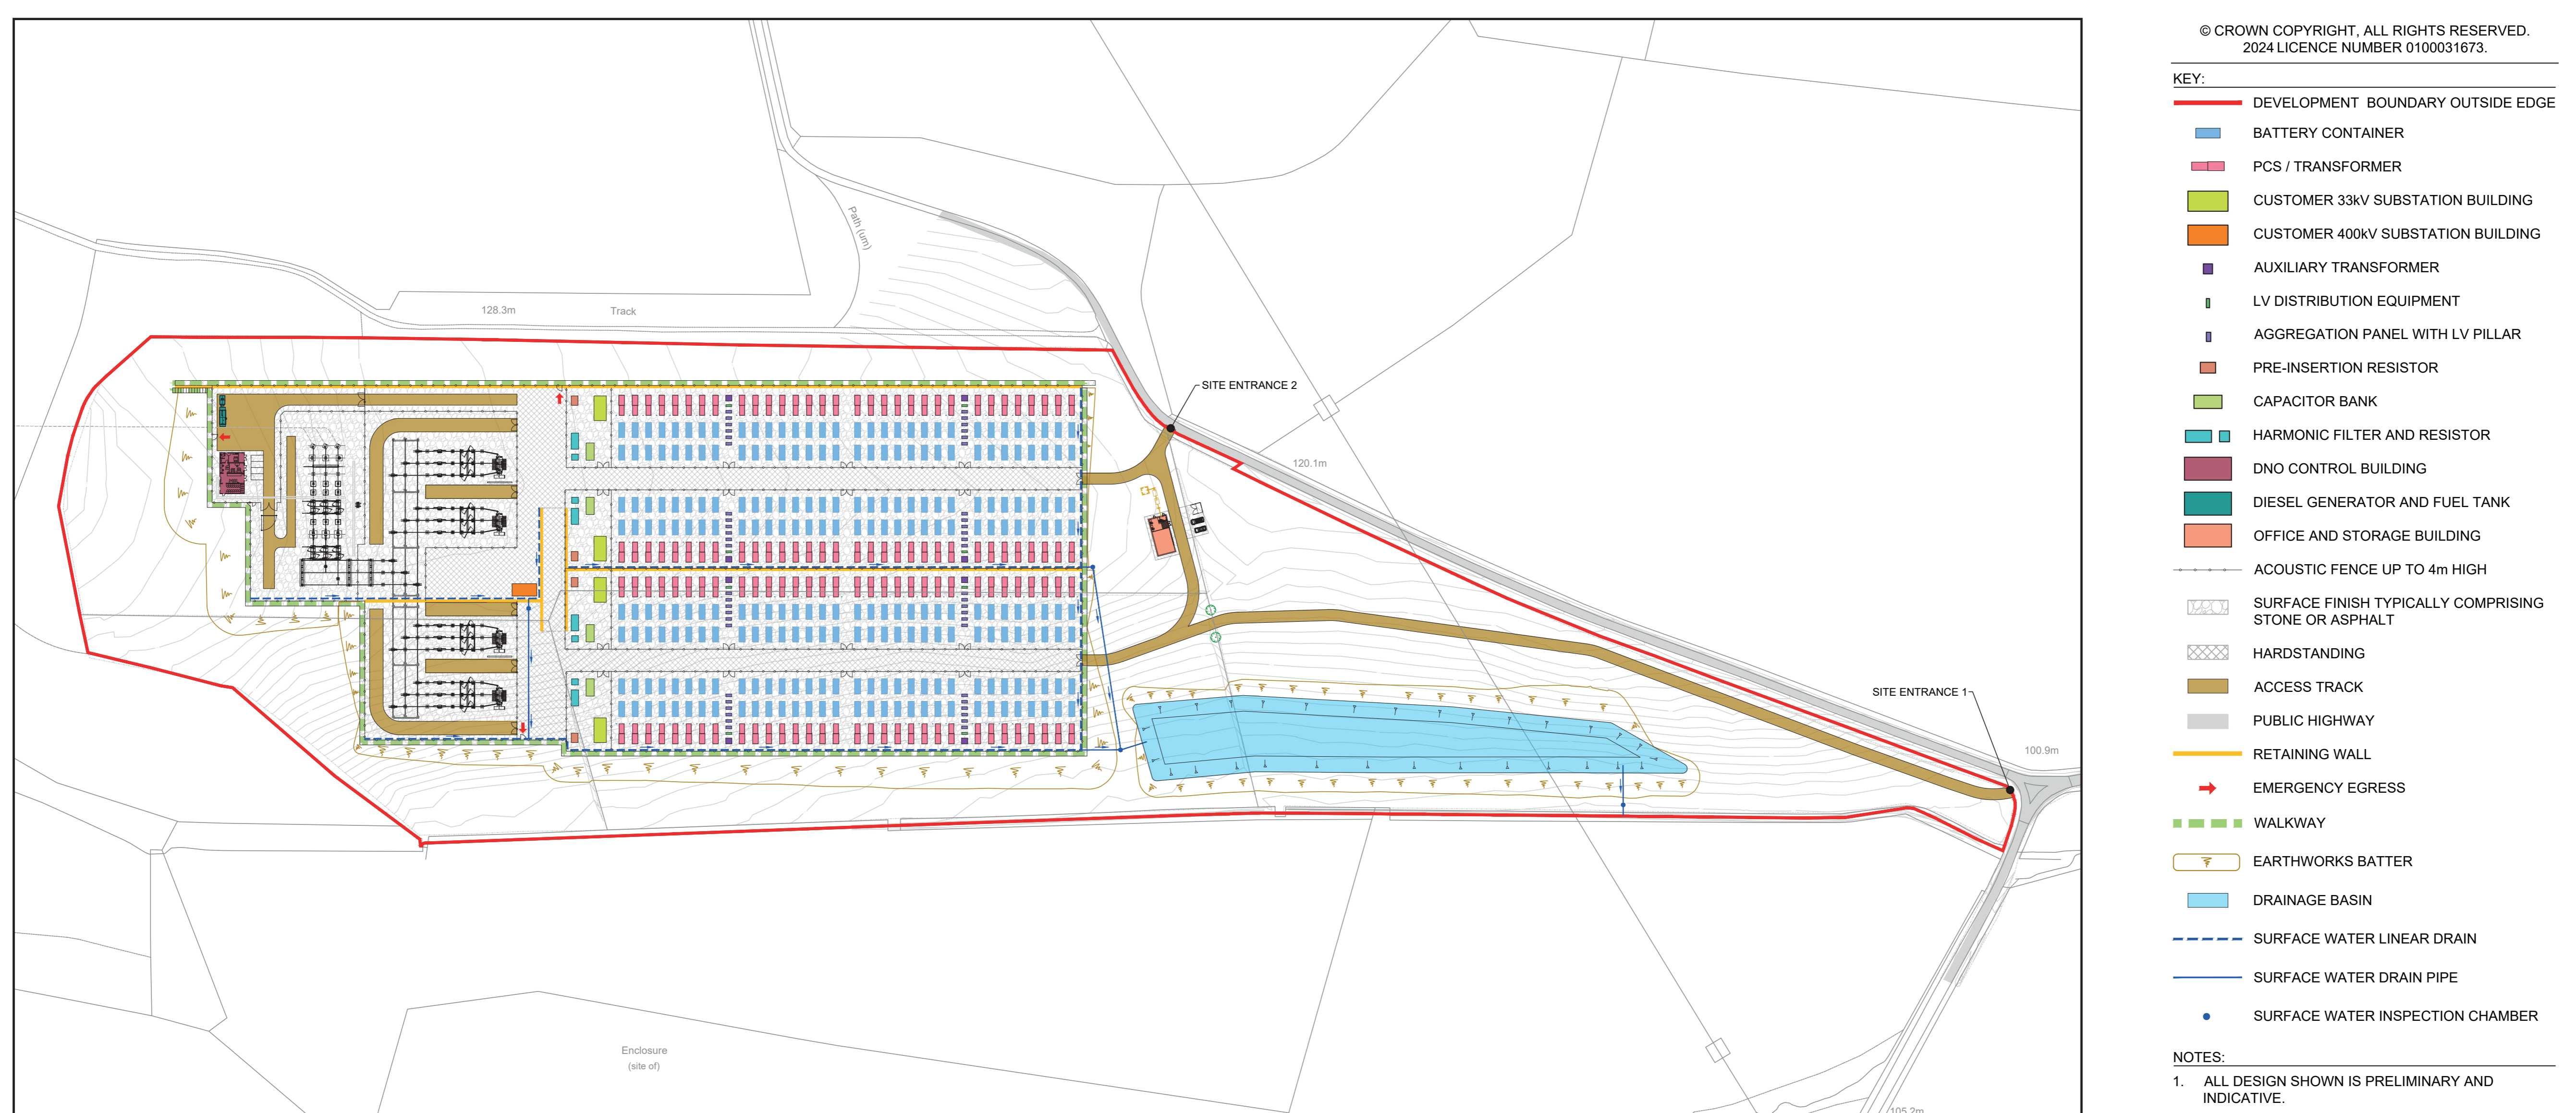 Path (um)
128.3m
Track
SITE ENTRANCE 2
120.1m
SITE ENTRANCE 1
100.9m
Enclosure
(site of)
105.2m
© CROWN COPYRIGHT, ALL RIGHTS RESERVED.
2024 LICENCE NUMBER 0100031673.
KEY:
DEVELOPMENT BOUNDARY OUTSIDE EDGE
BATTERY CONTAINER
PCS / TRANSFORMER
CUSTOMER 33kV SUBSTATION BUILDING
CUSTOMER 400kV SUBSTATION BUILDING
AUXILIARY TRANSFORMER
LV DISTRIBUTION EQUIPMENT
AGGREGATION PANEL WITH LV PILLAR
PRE-INSERTION RESISTOR
CAPACITOR BANK
HARMONIC FILTER AND RESISTOR
DNO CONTROL BUILDING
DIESEL GENERATOR AND FUEL TANK
OFFICE AND STORAGE BUILDING
ACOUSTIC FENCE UP TO 4m HIGH
SURFACE FINISH TYPICALLY COMPRISING
STONE OR ASPHALT
HARDSTANDING
ACCESS TRACK
PUBLIC HIGHWAY
RETAINING WALL
EMERGENCY EGRESS
WALKWAY
EARTHWORKS BATTER
DRAINAGE BASIN
SURFACE WATER LINEAR DRAIN
SURFACE WATER DRAIN PIPE
SURFACE WATER INSPECTION CHAMBER
NOTES:
1. ALL DESIGN SHOWN IS PRELIMINARY AND
INDICATIVE.